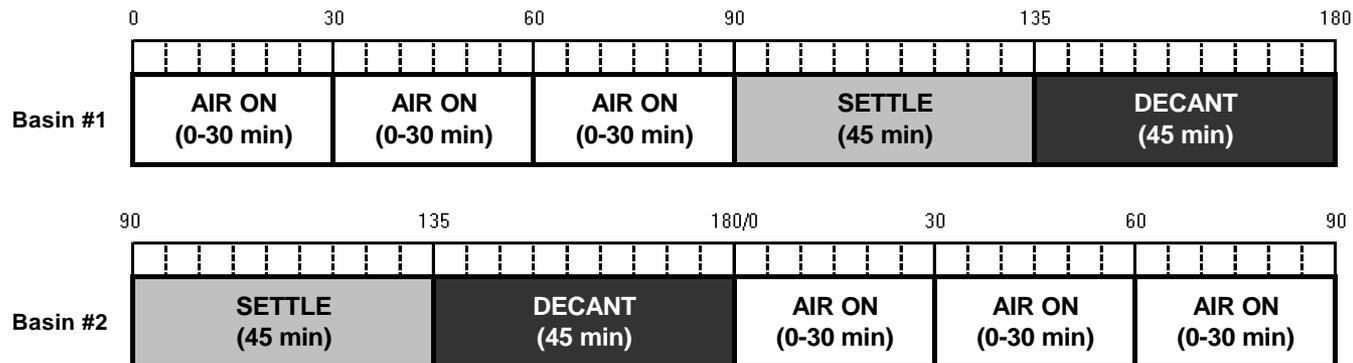 0 30 60 90 135 180
Basin #1
AIR ON AIR ON AIR ON SETTLE DECANT
(0-30 min) (0-30 min) (0-30 min) (45 min) (45 min)
90 135 180/0 30 60 90
Basin #2
SETTLE DECANT AIR ON AIR ON AIR ON
(45 min) (45 min) (0-30 min) (0-30 min) (0-30 min)